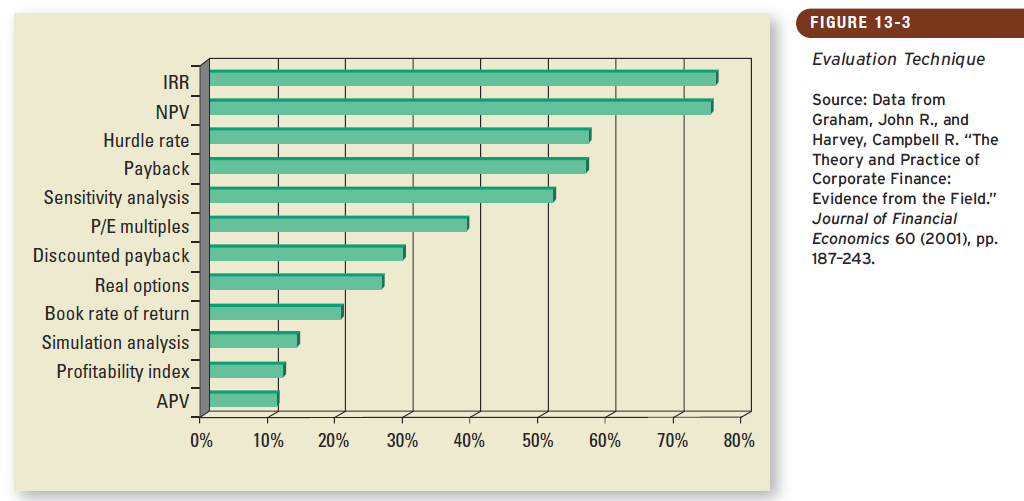 IRR
NPV
Hurdle rate
Payback
Sensitivity analysis
P/E multiples
Discounted payback
Real options
Book rate of return
Simulation analysis
Profitability index
APV
0% 10% 20% 30% 40% 50% 60% 70% 80%
FIGURE 13-3
Evaluation Technique
Source: Data from
Graham, John R., and
Harvey, Campbell R. “The
Theory and Practice of
Corporate Finance:
Evidence from the Field.”
Journal of Financial
Economics 60 (2001), pp.
187–243.